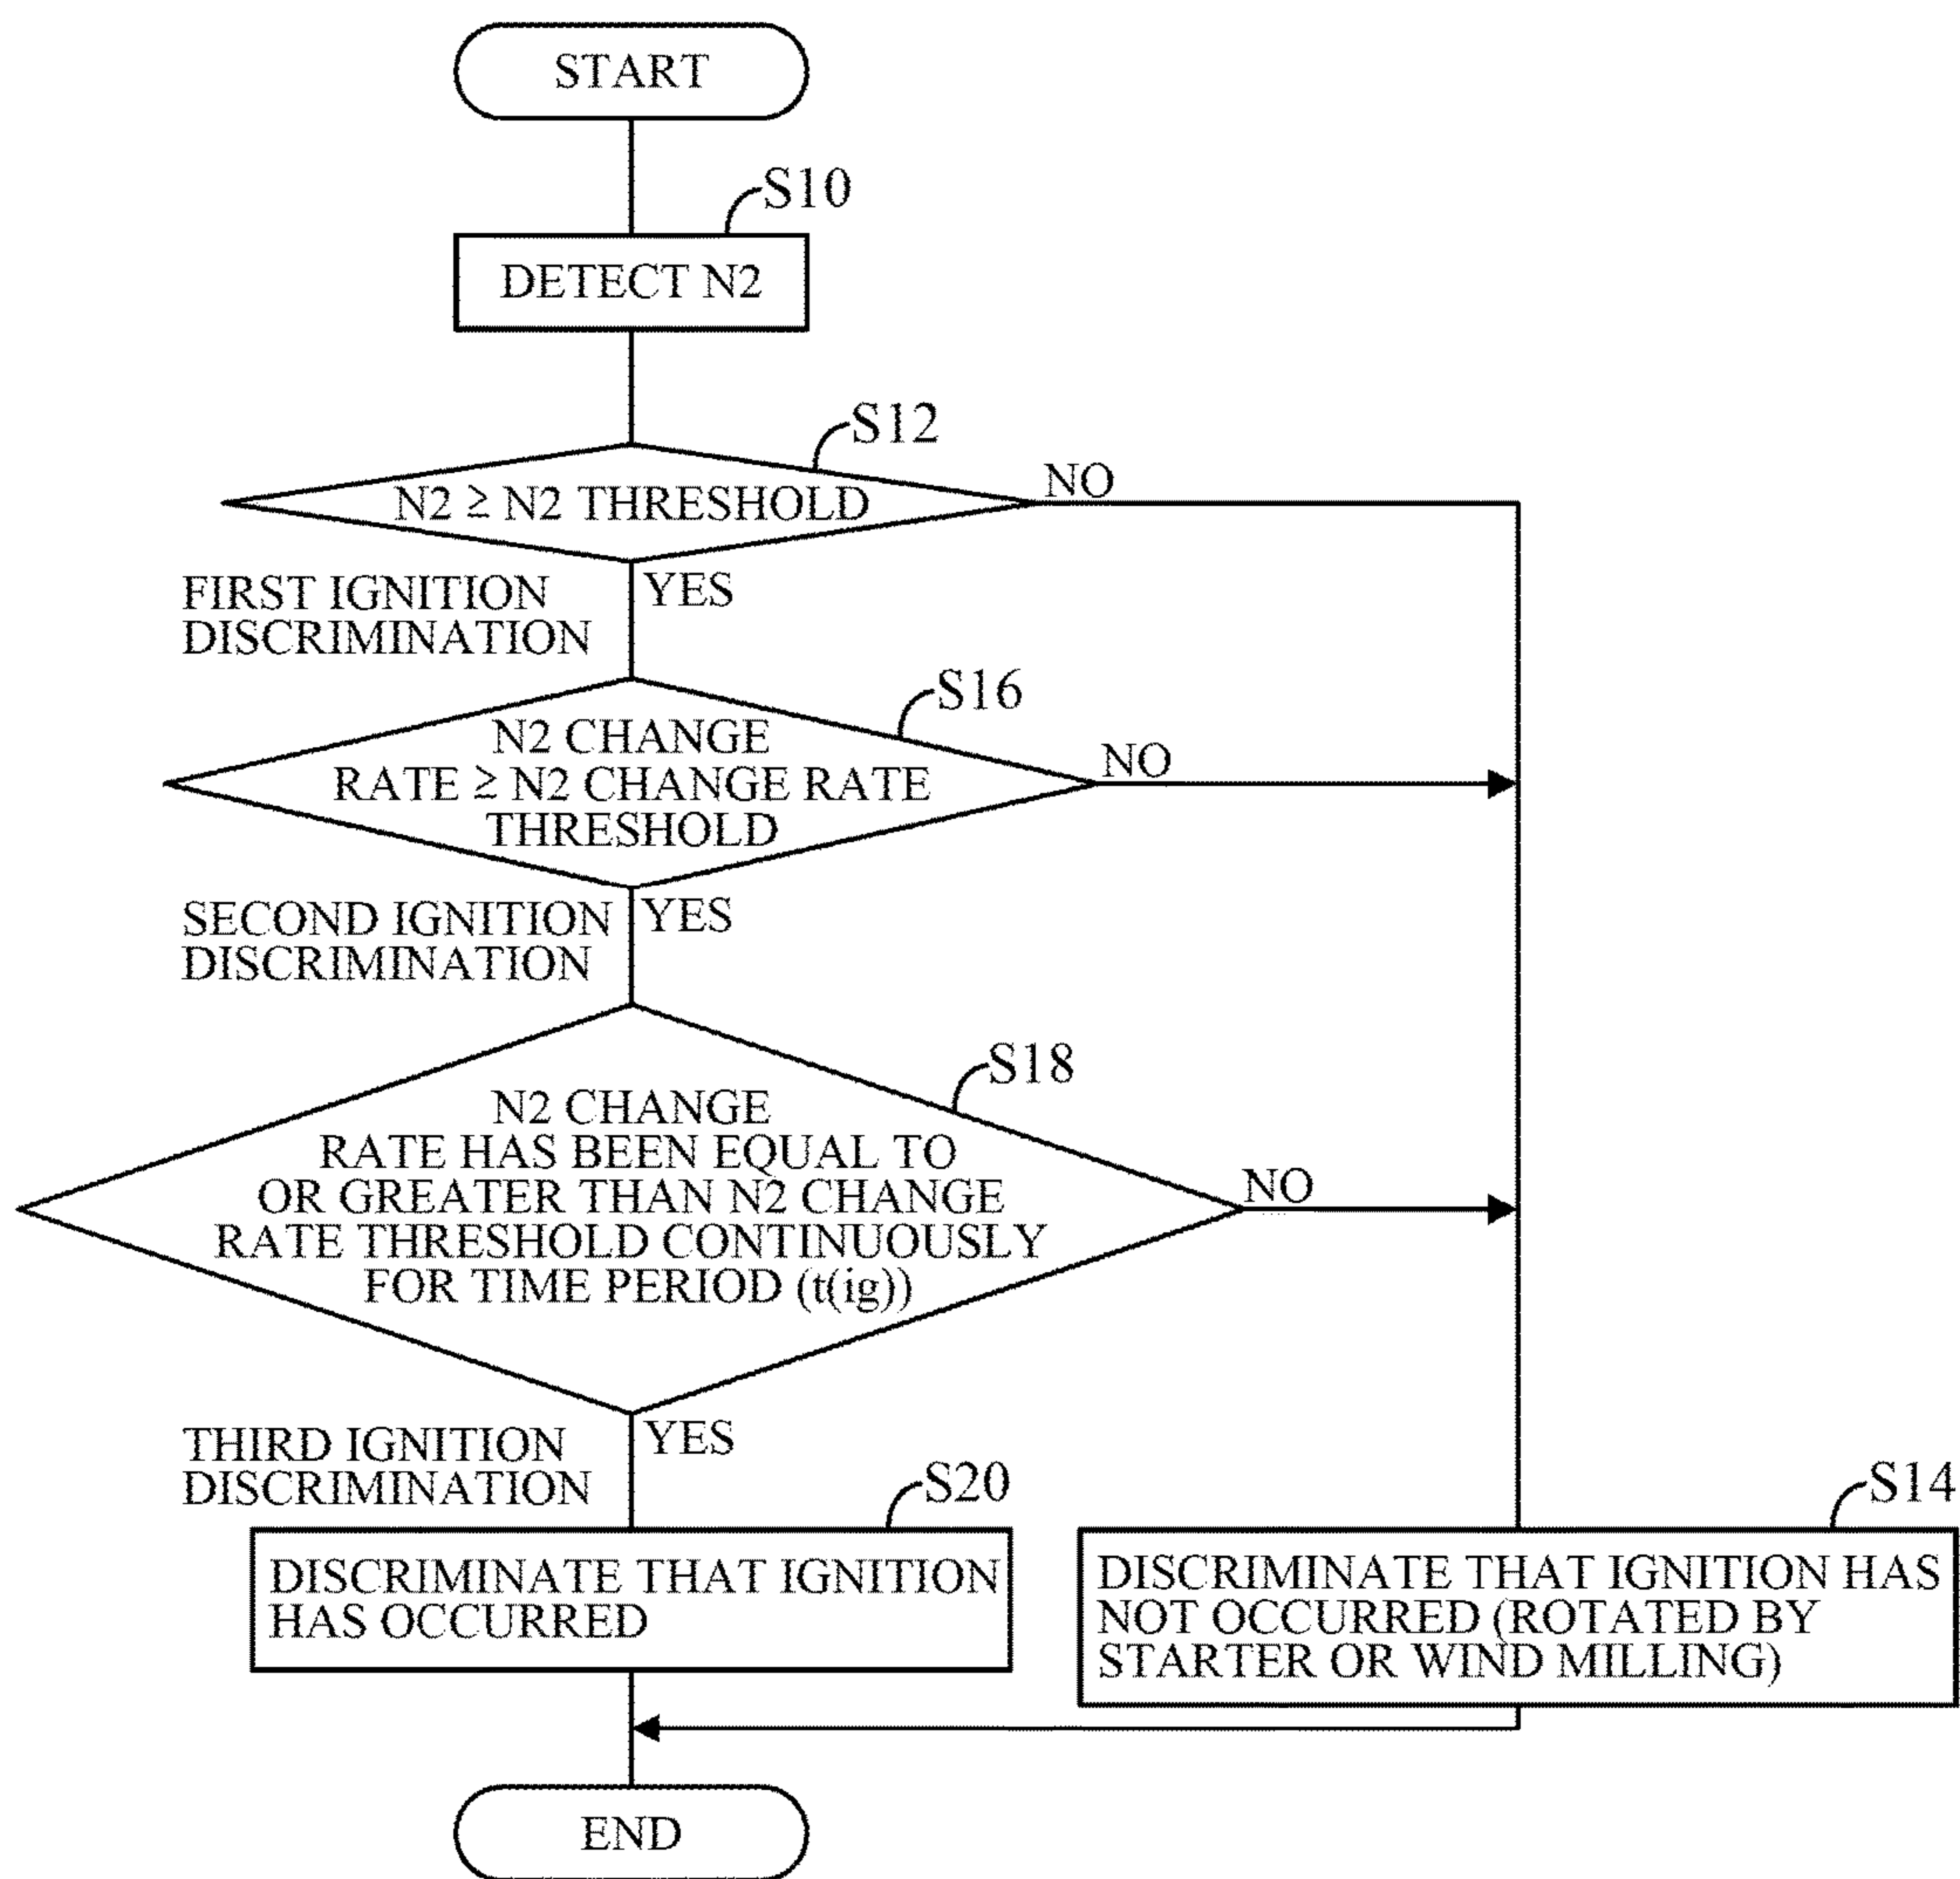 START
S10
DETECT N2
S12
N2 ≧ N2 THRESHOLD
NO
FIRST IGNITION
DISCRIMINATION
YES
S16
N2 CHANGE
RATE ≧ N2 CHANGE RATE
THRESHOLD
NO
SECOND IGNITION
DISCRIMINATION
YES
S18
N2 CHANGE
RATE HAS BEEN EQUAL TO
OR GREATER THAN N2 CHANGE
RATE THRESHOLD CONTINUOUSLY
FOR TIME PERIOD (t(ig))
NO
THIRD IGNITION
DISCRIMINATION
YES
S20
DISCRIMINATE THAT IGNITION
HAS OCCURRED
S14
DISCRIMINATE THAT IGNITION HAS
NOT OCCURRED (ROTATED BY
STARTER OR WIND MILLING)
END